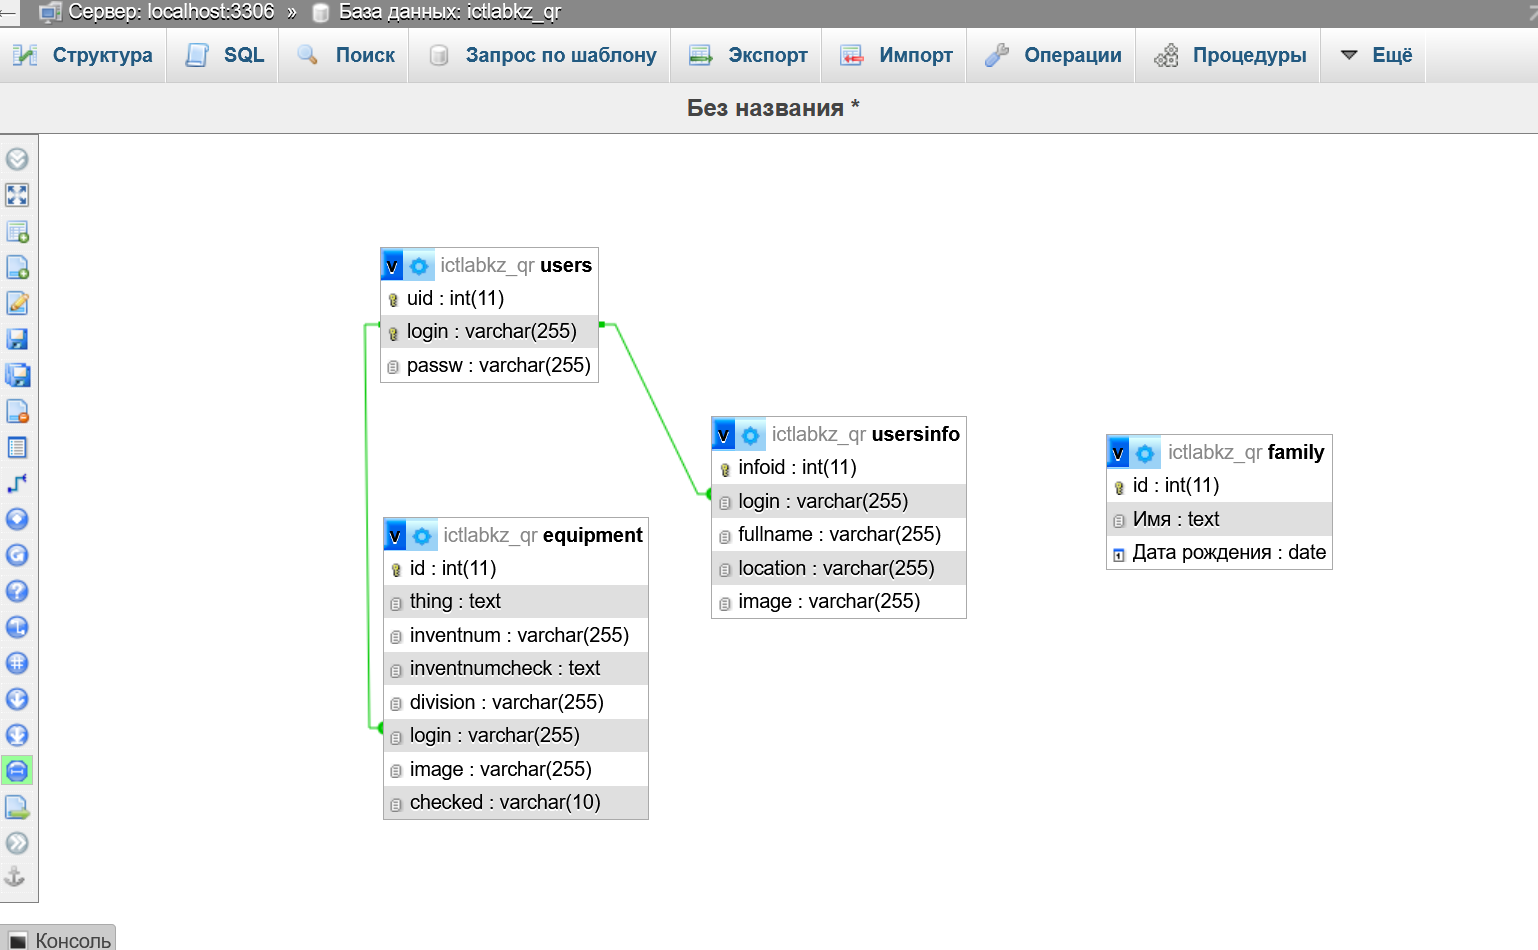 Сервер: localhost:3306 » База данных: ictlabkz_qr
Структура SQL Поиск Запрос по шаблону Экспорт Импорт Операции Процедуры Ещё
Без названия *
v ictlabkz_qr users
uid : int(11)
login : varchar(255)
passw : varchar(255)
v ictlabkz_qr equipment
id : int(11)
thing : text
inventnum : varchar(255)
inventnumcheck : text
division : varchar(255)
login : varchar(255)
image : varchar(255)
checked : varchar(10)
v ictlabkz_qr usersinfo
infoid : int(11)
login : varchar(255)
fullname : varchar(255)
location : varchar(255)
image : varchar(255)
v ictlabkz_qr family
id : int(11)
Имя : text
Дата рождения : date
Консоль